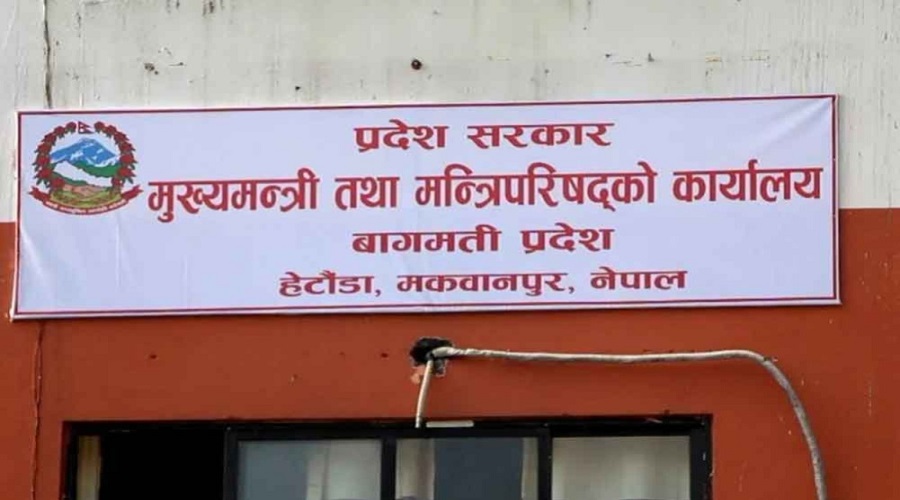 प्रदेश सरकार
मुख्यमन्त्री तथा मन्त्रिपरिषद्को कार्यालय
बागमती प्रदेश
हेटौंडा, मकवानपुर, नेपाल